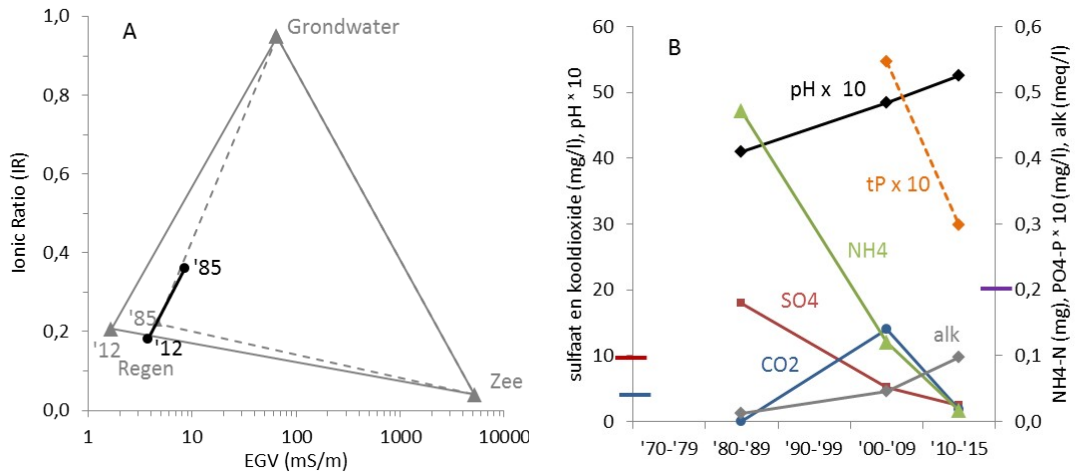 A
Ionic Ratio (IR)
1,0
0,8
0,6
0,4
0,2
0,0
Grondwater
'85
'85
'12
'12
Regen
Zee
1 10 100 1000 10000
EGV (mS/m)
B
sulfaat en kooldioxide (mg/l), pH * 10
60
50
40
30
20
10
0
pH x 10
tP x 10
NH4
SO4
CO2
alk
0,6
0,5
0,4
0,3
0,2
0,1
0,0
NH4-N (mg), PO4-P * 10 (mg/l), alk (meq/l)
'70-'79 '80-'89 '90-'99 '00-'09 '10-'15